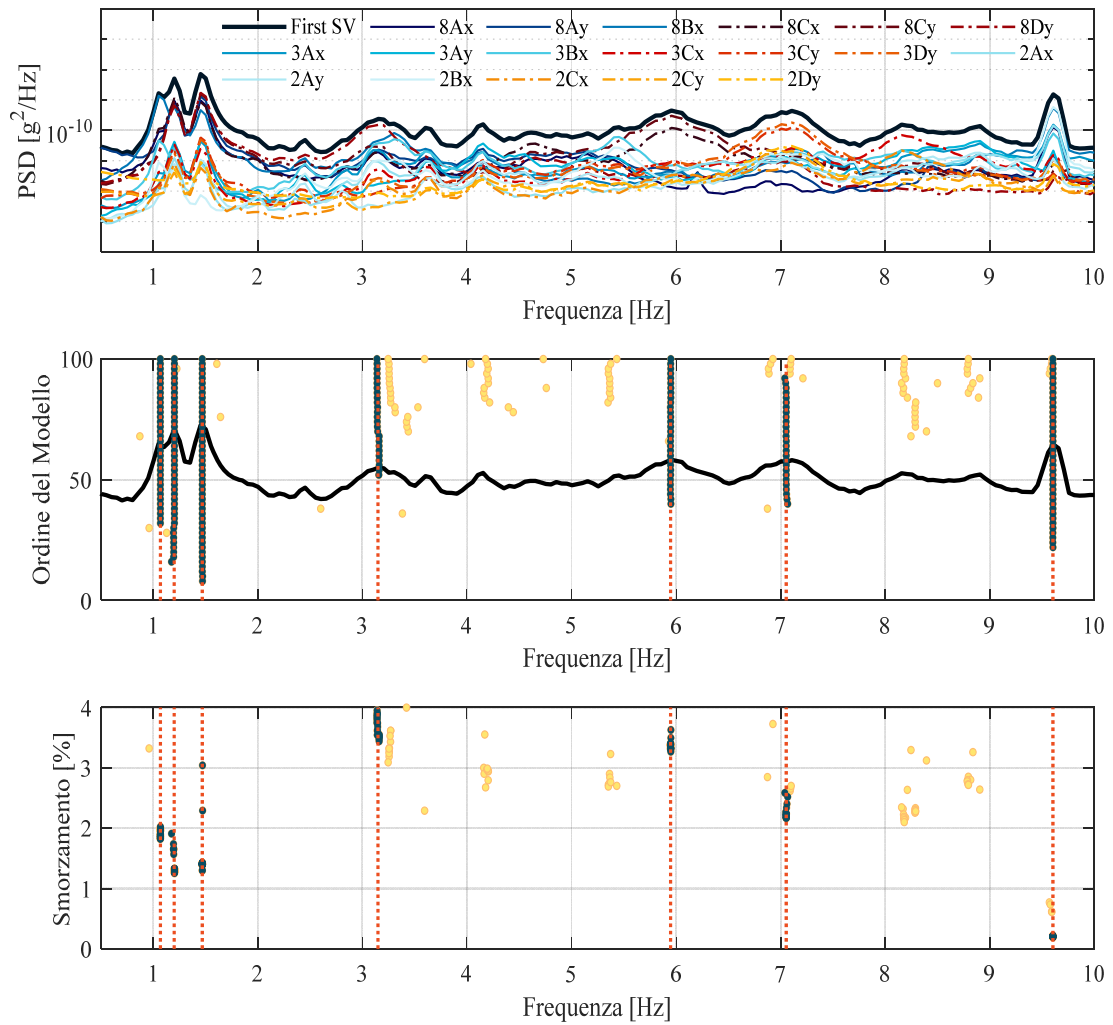 First SV 8Ax 8Ay 8Bx 8Cx 8Cy 8Dy
3Ax 3Ay 3Bx 3Cx 3Cy 3Dy 2Ax
2Ay 2Bx 2Cx 2Cy 2Dy
PSD [g²/Hz]
10⁻¹⁰
1 2 3 4 5 6 7 8 9 10
Frequenza [Hz]
Ordine del Modello
100
50
0
1 2 3 4 5 6 7 8 9 10
Frequenza [Hz]
Smorzamento [%]
4
3
2
1
0
1 2 3 4 5 6 7 8 9 10
Frequenza [Hz]